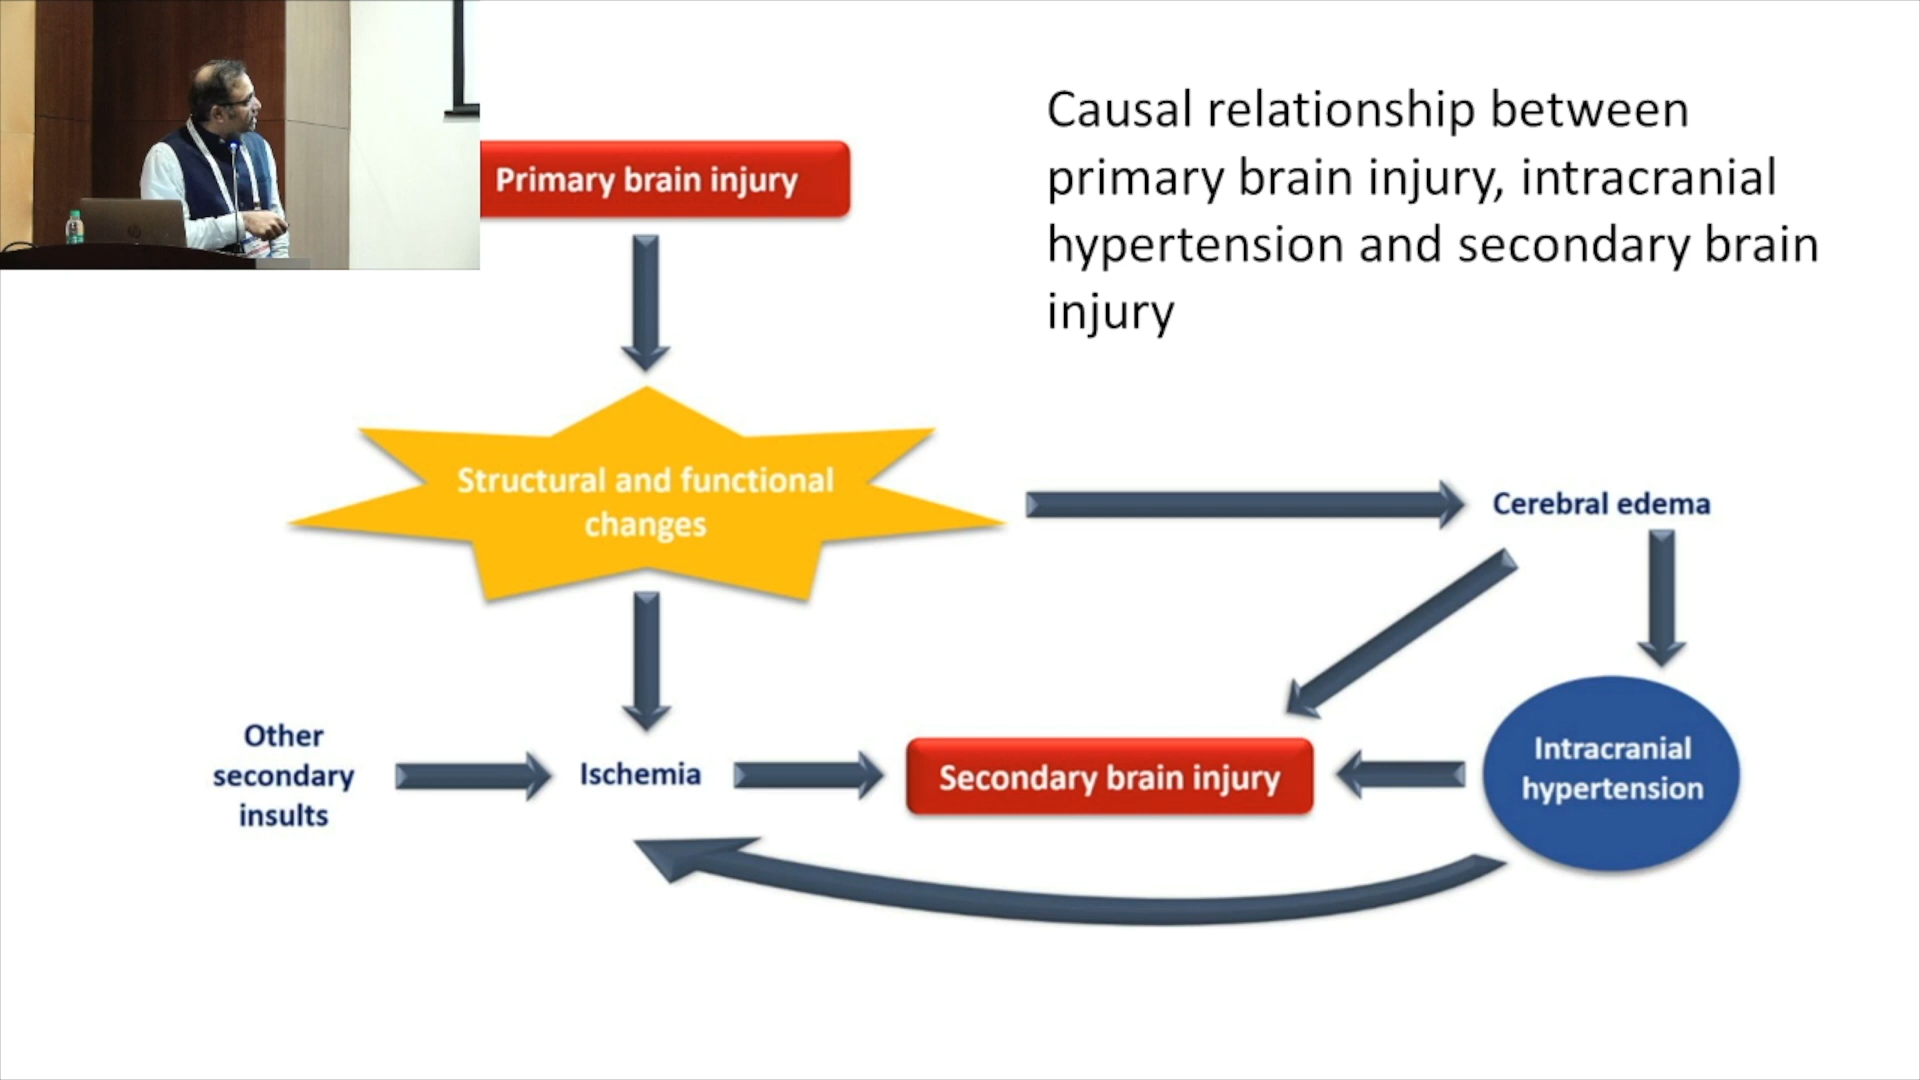 Causal relationship between
primary brain injury, intracranial
hypertension and secondary brain
injury
Primary brain injury
Structural and functional
changes
Cerebral edema
Other
secondary
insults
Ischemia
Secondary brain injury
Intracranial
hypertension